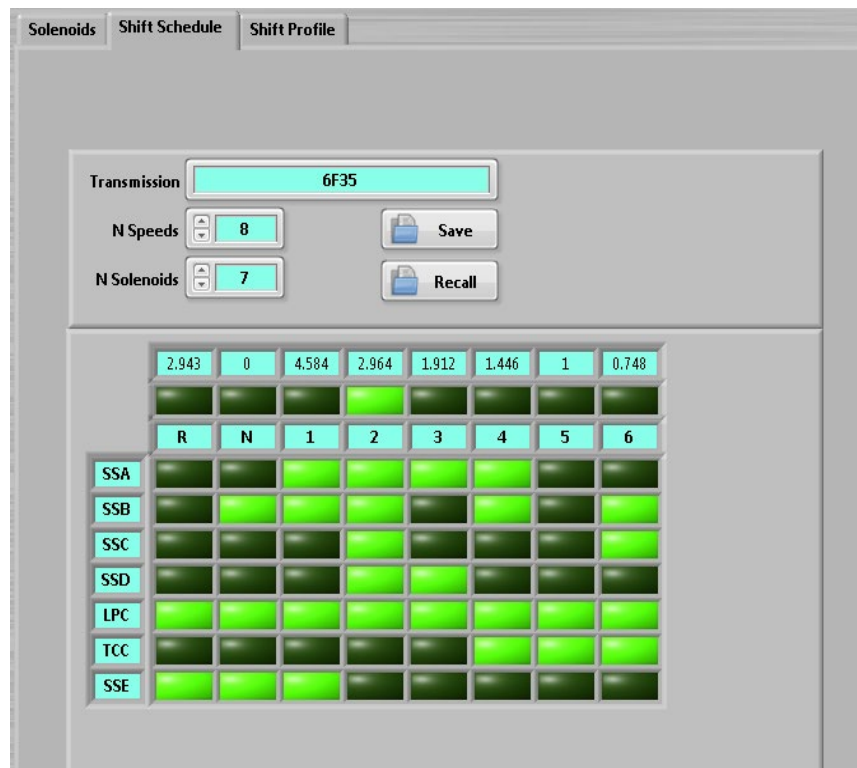 Solenoids Shift Schedule Shift Profile
Transmission 6F35
N Speeds 8 Save
N Solenoids 7 Recall
2.943 0 4.584 2.964 1.912 1.446 1 0.748
R N 1 2 3 4 5 6
SSA
SSB
SSC
SSD
LPC
TCC
SSE